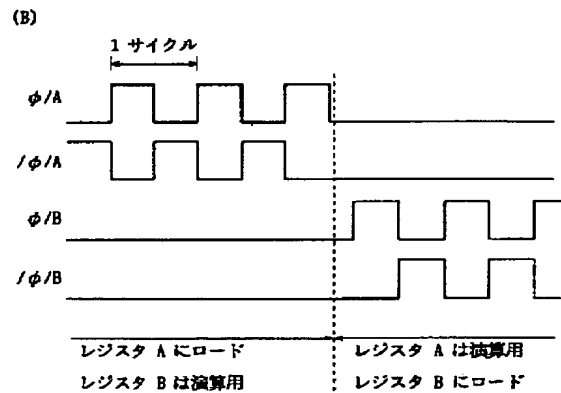 (B)
1 サイクル
φ/A
/φ/A
φ/B
/φ/B
レジスタ A にロード
レジスタ B は演算用
レジスタ A は演算用
レジスタ B にロード